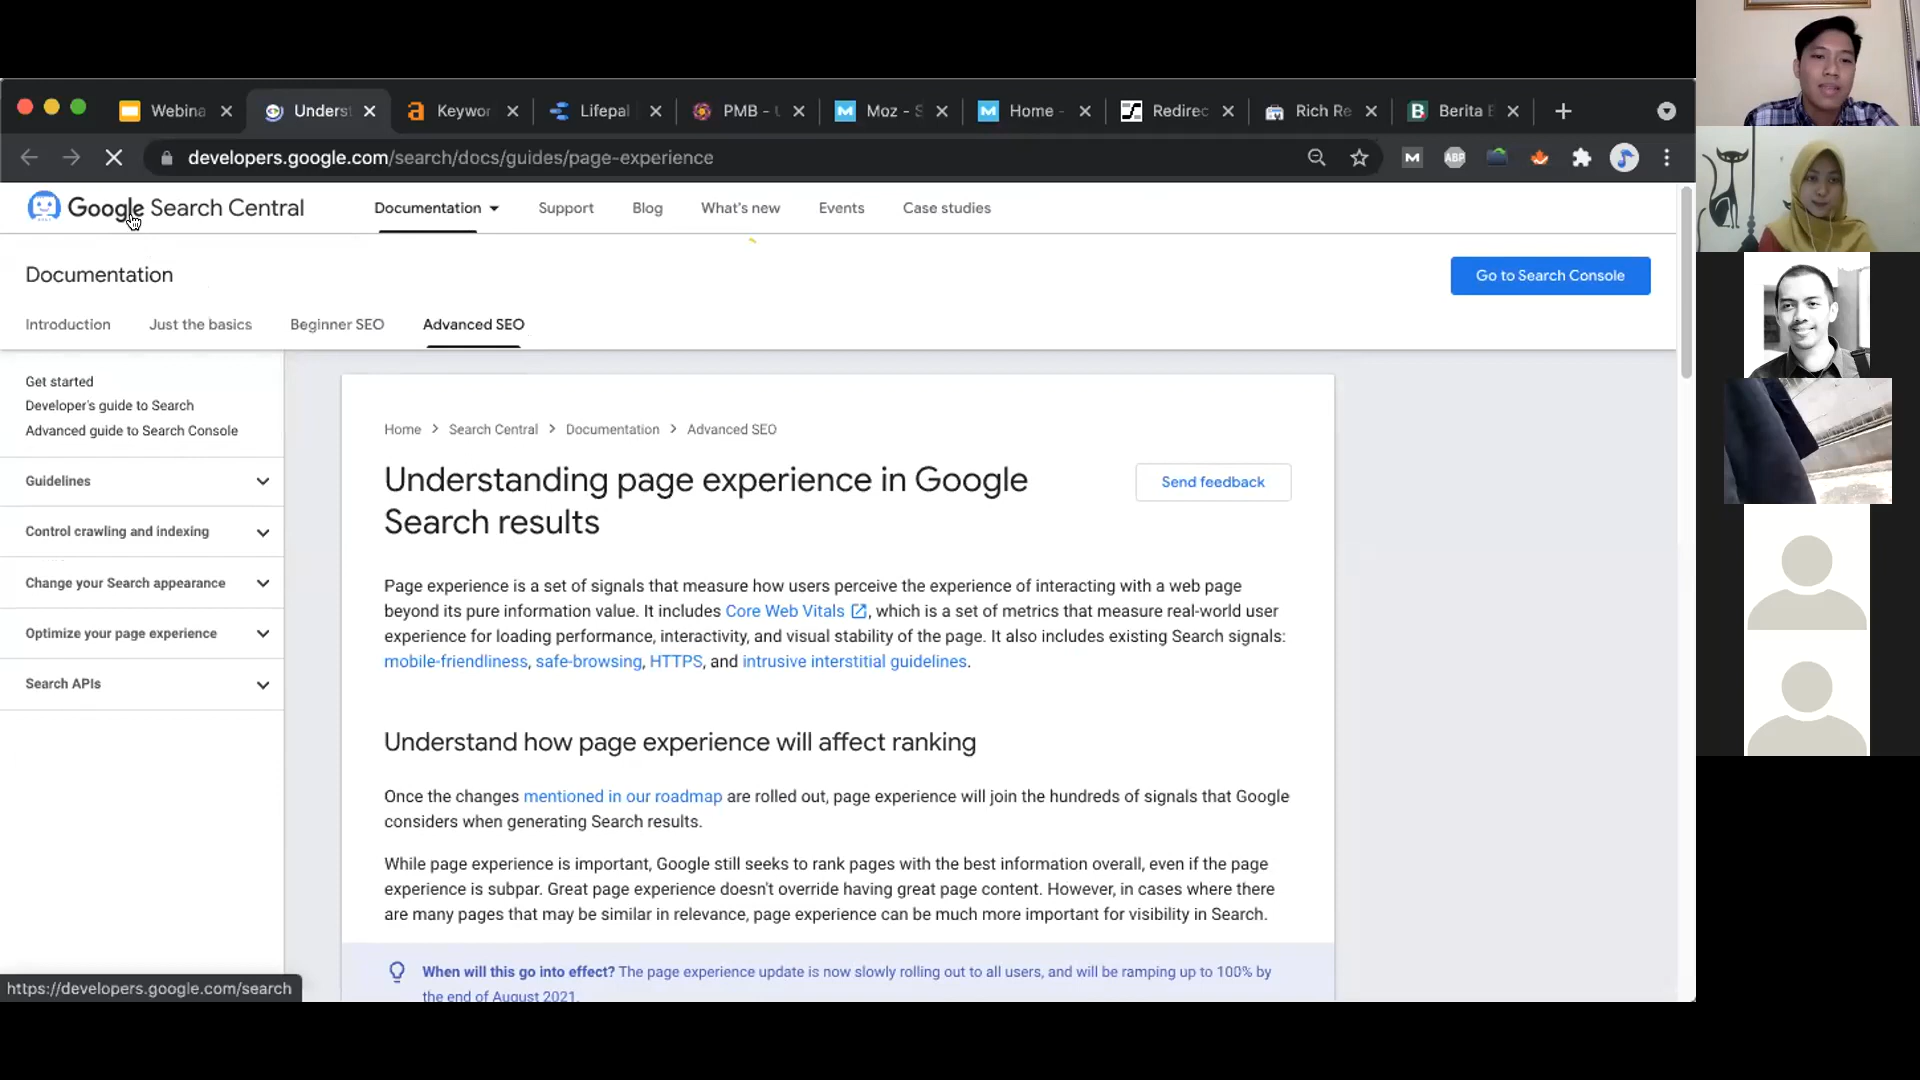 Webina
Underst
Keywor
Lifepal
PMB - U
Moz - S
Home -
Redirec
Rich Re
Berita B
developers.google.com/search/docs/guides/page-experience
M
ABP
Google Search Central
Documentation
Support
Blog
What's new
Events
Case studies
Documentation
Go to Search Console
Introduction
Just the basics
Beginner SEO
Advanced SEO
Get started
Developer's guide to Search
Advanced guide to Search Console
Guidelines
Control crawling and indexing
Change your Search appearance
Optimize your page experience
Search APIs
Home > Search Central > Documentation > Advanced SEO
Understanding page experience in Google
Search results
Send feedback
Page experience is a set of signals that measure how users perceive the experience of interacting with a web page
beyond its pure information value. It includes Core Web Vitals, which is a set of metrics that measure real-world user
experience for loading performance, interactivity, and visual stability of the page. It also includes existing Search signals:
mobile-friendliness, safe-browsing, HTTPS, and intrusive interstitial guidelines.
Understand how page experience will affect ranking
Once the changes mentioned in our roadmap are rolled out, page experience will join the hundreds of signals that Google
considers when generating Search results.
While page experience is important, Google still seeks to rank pages with the best information overall, even if the page
experience is subpar. Great page experience doesn't override having great page content. However, in cases where there
are many pages that may be similar in relevance, page experience can be much more important for visibility in Search.
When will this go into effect? The page experience update is now slowly rolling out to all users, and will be ramping up to 100% by
the end of August 2021.
https://developers.google.com/search